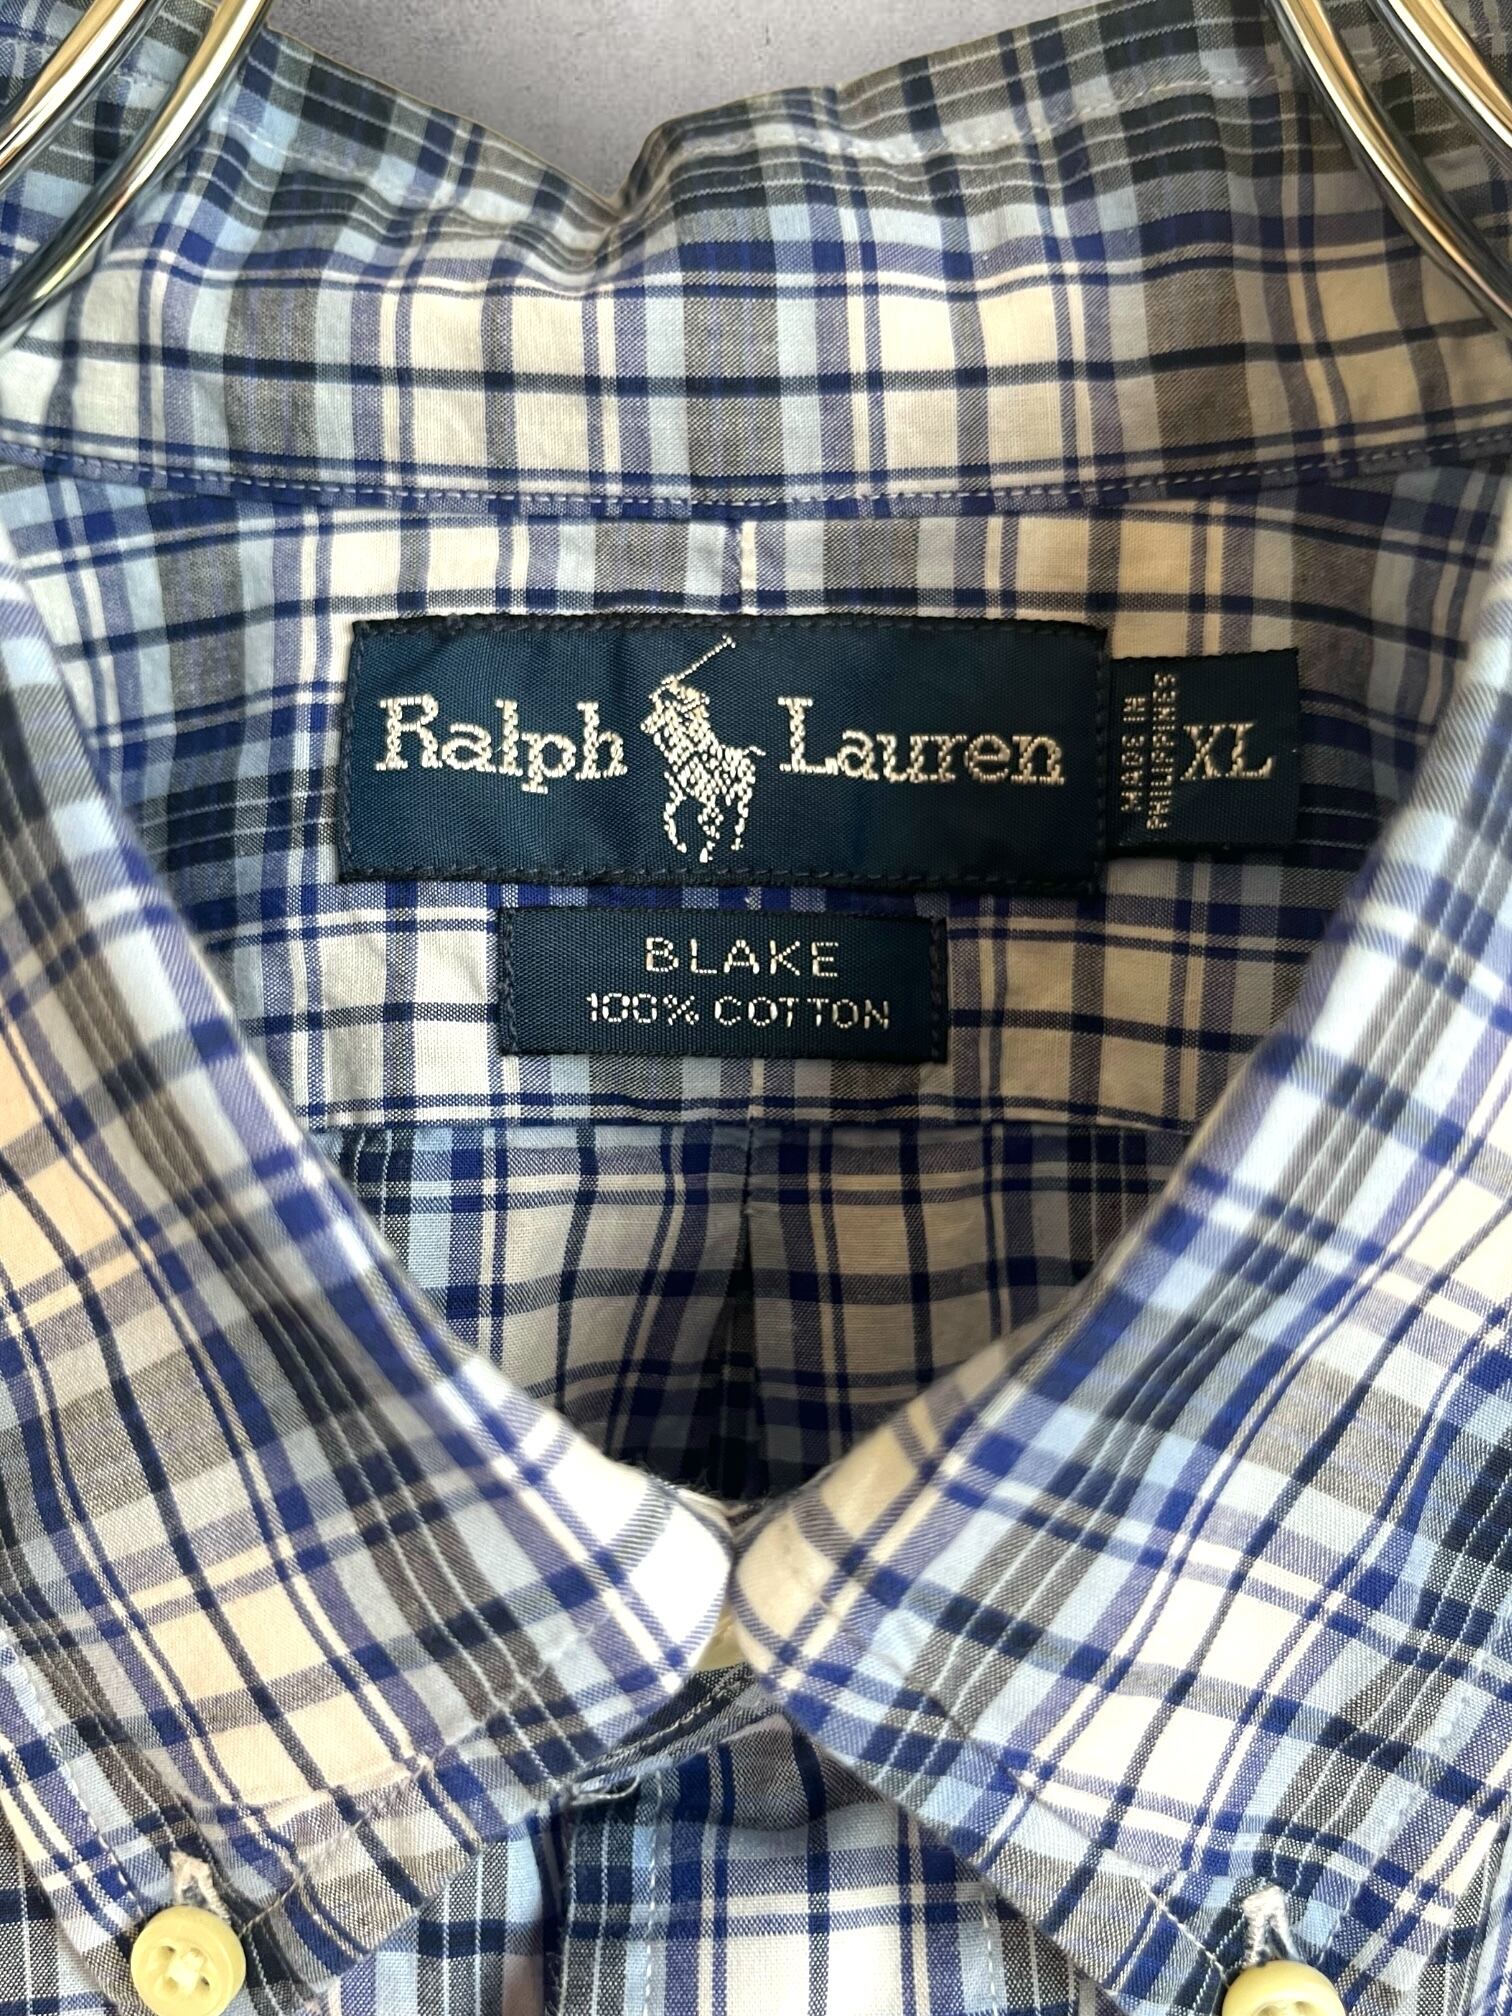 Ralph Lauren
MADE IN
PHILIPPINES
XL
BLAKE
100% COTTON